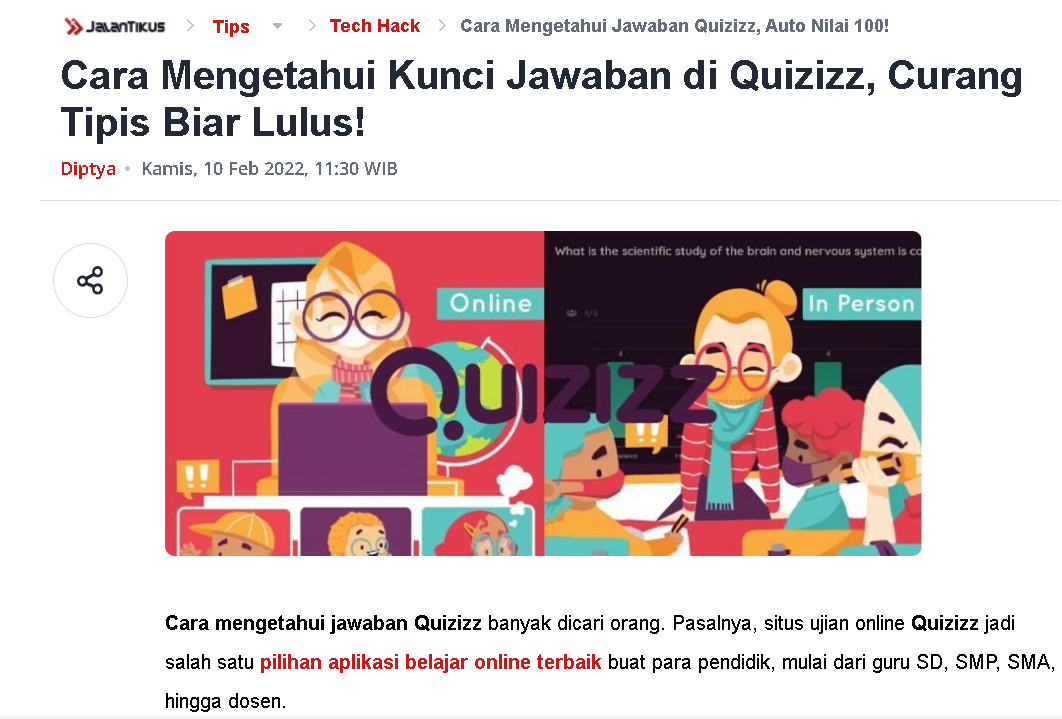 JALANTIKUS > Tips > Tech Hack > Cara Mengetahui Jawaban Quizizz, Auto Nilai 100!
Cara Mengetahui Kunci Jawaban di Quizizz, Curang
Tipis Biar Lulus!
Diptya • Kamis, 10 Feb 2022, 11:30 WIB
What is the scientific study of the brain and nervous system is
Online
In Person
4/6
4
4
QUIZIZZ
Cara mengetahui jawaban Quizizz banyak dicari orang. Pasalnya, situs ujian online Quizizz jadi
salah satu pilihan aplikasi belajar online terbaik buat para pendidik, mulai dari guru SD, SMP, SMA,
hingga dosen.